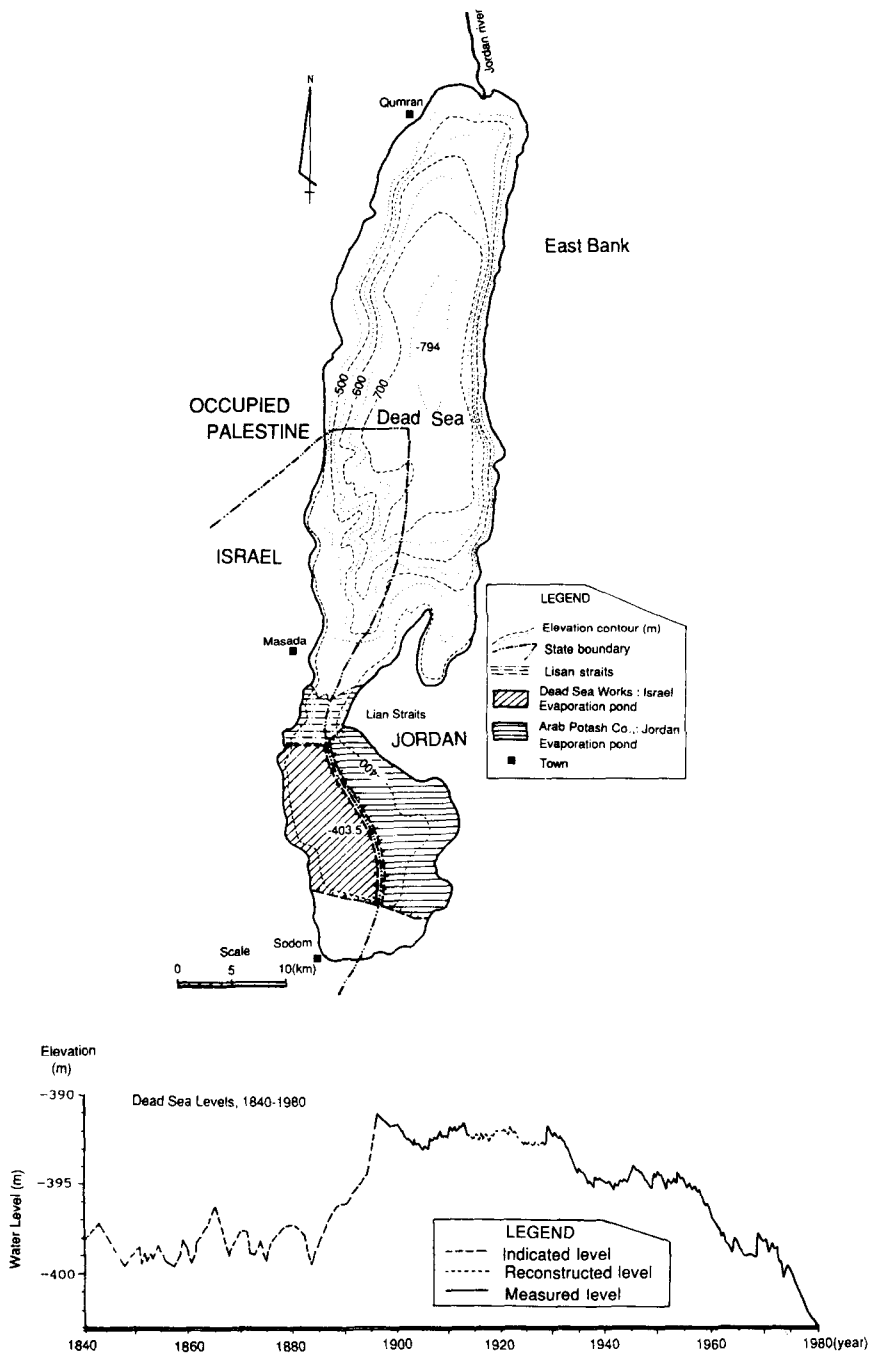 Jordan river
N
Qumran
East Bank
-794
-500
-600
-700
OCCUPIED
PALESTINE
Dead Sea
ISRAEL
Masada
LEGEND
Elevation contour (m)
State boundary
Lisan straits
Dead Sea Works : Israel
Evaporation pond
Arab Potash Co.,: Jordan
Evaporation pond
Town
Lian Straits
JORDAN
-400
-403.5
Scale
Sodom
0 5 10(km)
Elevation
(m)
Dead Sea Levels, 1840-1980
Water Level (m)
-390
-395
-400
LEGEND
Indicated level
Reconstructed level
Measured level
1840 1860 1880 1900 1920 1940 1960 1980(year)